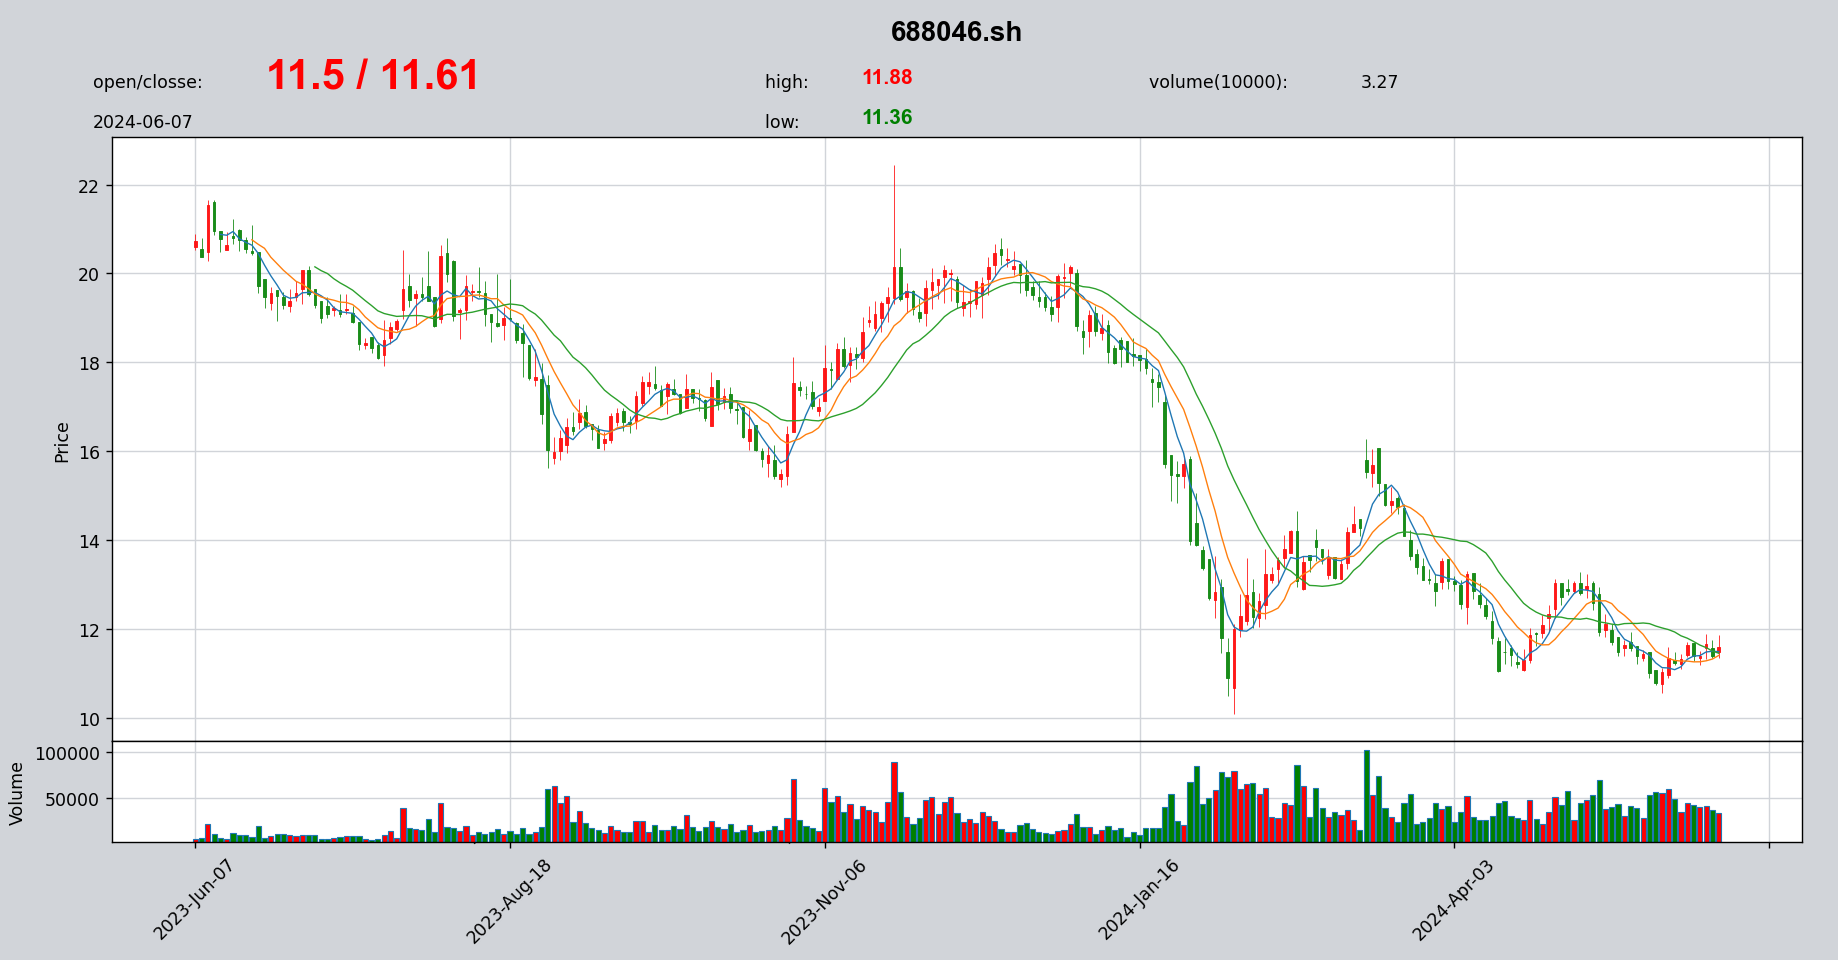 688046.sh
open/closse: 11.5 / 11.61 high: 11.88 volume(10000): 3.27
2024-06-07 low: 11.36
Price
22
20
18
16
14
12
10
Volume
100000
50000
2023-Jun-07 2023-Aug-18 2023-Nov-06 2024-Jan-16 2024-Apr-03